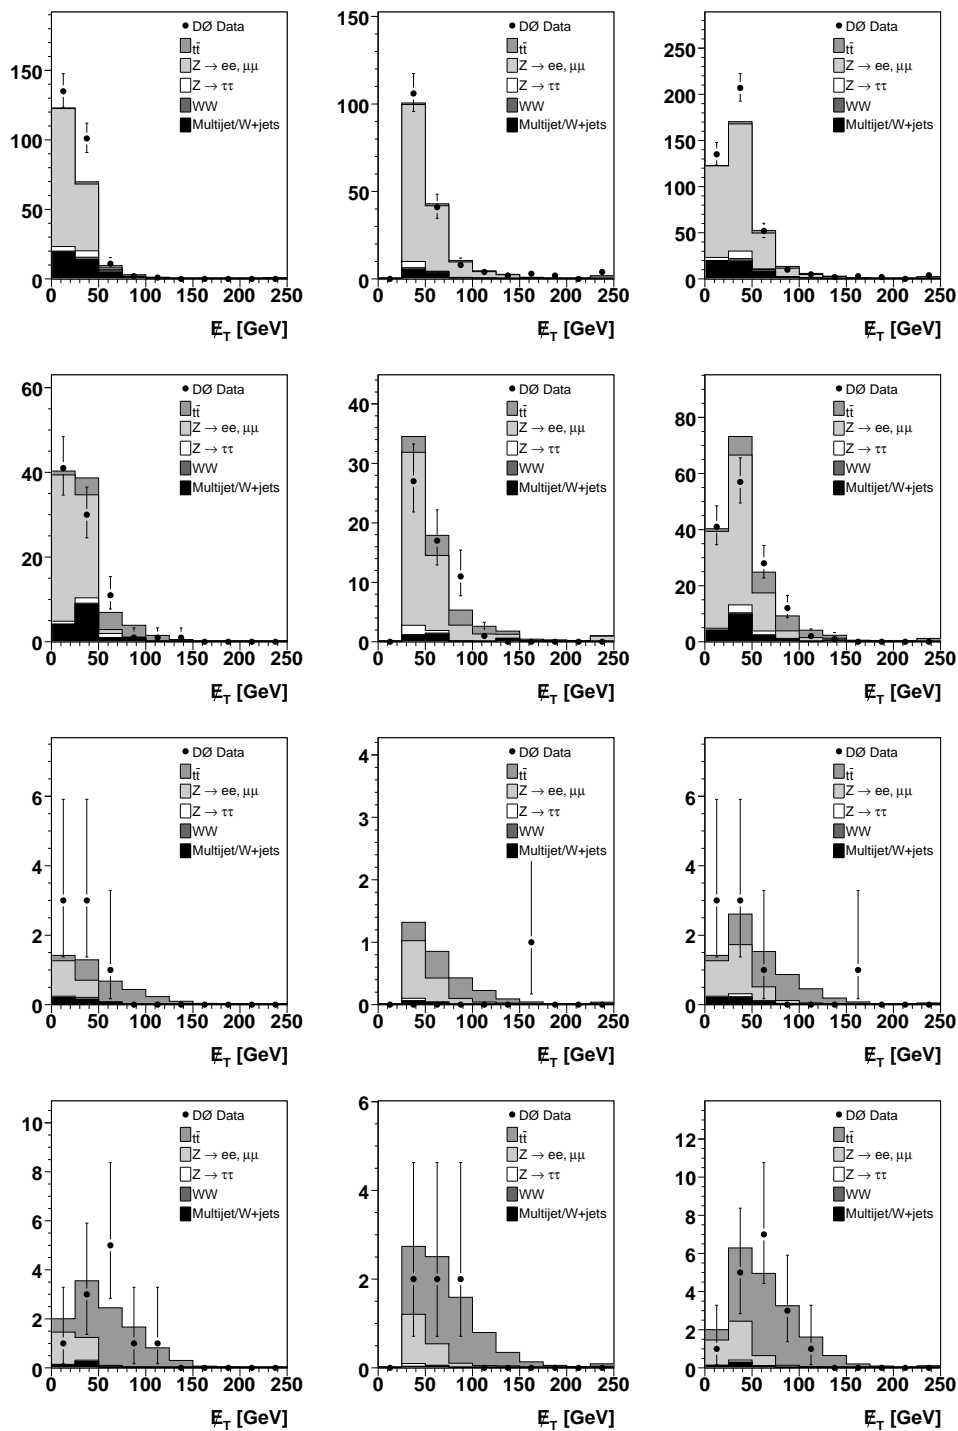 150
100
50
0
0 50 100 150 200 250
E̸_T [GeV]
DØ Data
tt̄
Z → ee, μμ
Z → ττ
WW
Multijet/W+jets
150
100
50
0
0 50 100 150 200 250
E̸_T [GeV]
DØ Data
tt̄
Z → ee, μμ
Z → ττ
WW
Multijet/W+jets
250
200
150
100
50
0
0 50 100 150 200 250
E̸_T [GeV]
DØ Data
tt̄
Z → ee, μμ
Z → ττ
WW
Multijet/W+jets
60
40
20
0
0 50 100 150 200 250
E̸_T [GeV]
DØ Data
tt̄
Z → ee, μμ
Z → ττ
WW
Multijet/W+jets
40
30
20
10
0
0 50 100 150 200 250
E̸_T [GeV]
DØ Data
tt̄
Z → ee, μμ
Z → ττ
WW
Multijet/W+jets
80
60
40
20
0
0 50 100 150 200 250
E̸_T [GeV]
DØ Data
tt̄
Z → ee, μμ
Z → ττ
WW
Multijet/W+jets
6
4
2
0
0 50 100 150 200 250
E̸_T [GeV]
DØ Data
tt̄
Z → ee, μμ
Z → ττ
WW
Multijet/W+jets
4
3
2
1
0
0 50 100 150 200 250
E̸_T [GeV]
DØ Data
tt̄
Z → ee, μμ
Z → ττ
WW
Multijet/W+jets
6
4
2
0
0 50 100 150 200 250
E̸_T [GeV]
DØ Data
tt̄
Z → ee, μμ
Z → ττ
WW
Multijet/W+jets
10
8
6
4
2
0
0 50 100 150 200 250
E̸_T [GeV]
DØ Data
tt̄
Z → ee, μμ
Z → ττ
WW
Multijet/W+jets
6
4
2
0
0 50 100 150 200 250
E̸_T [GeV]
DØ Data
tt̄
Z → ee, μμ
Z → ττ
WW
Multijet/W+jets
12
10
8
6
4
2
0
0 50 100 150 200 250
E̸_T [GeV]
DØ Data
tt̄
Z → ee, μμ
Z → ττ
WW
Multijet/W+jets